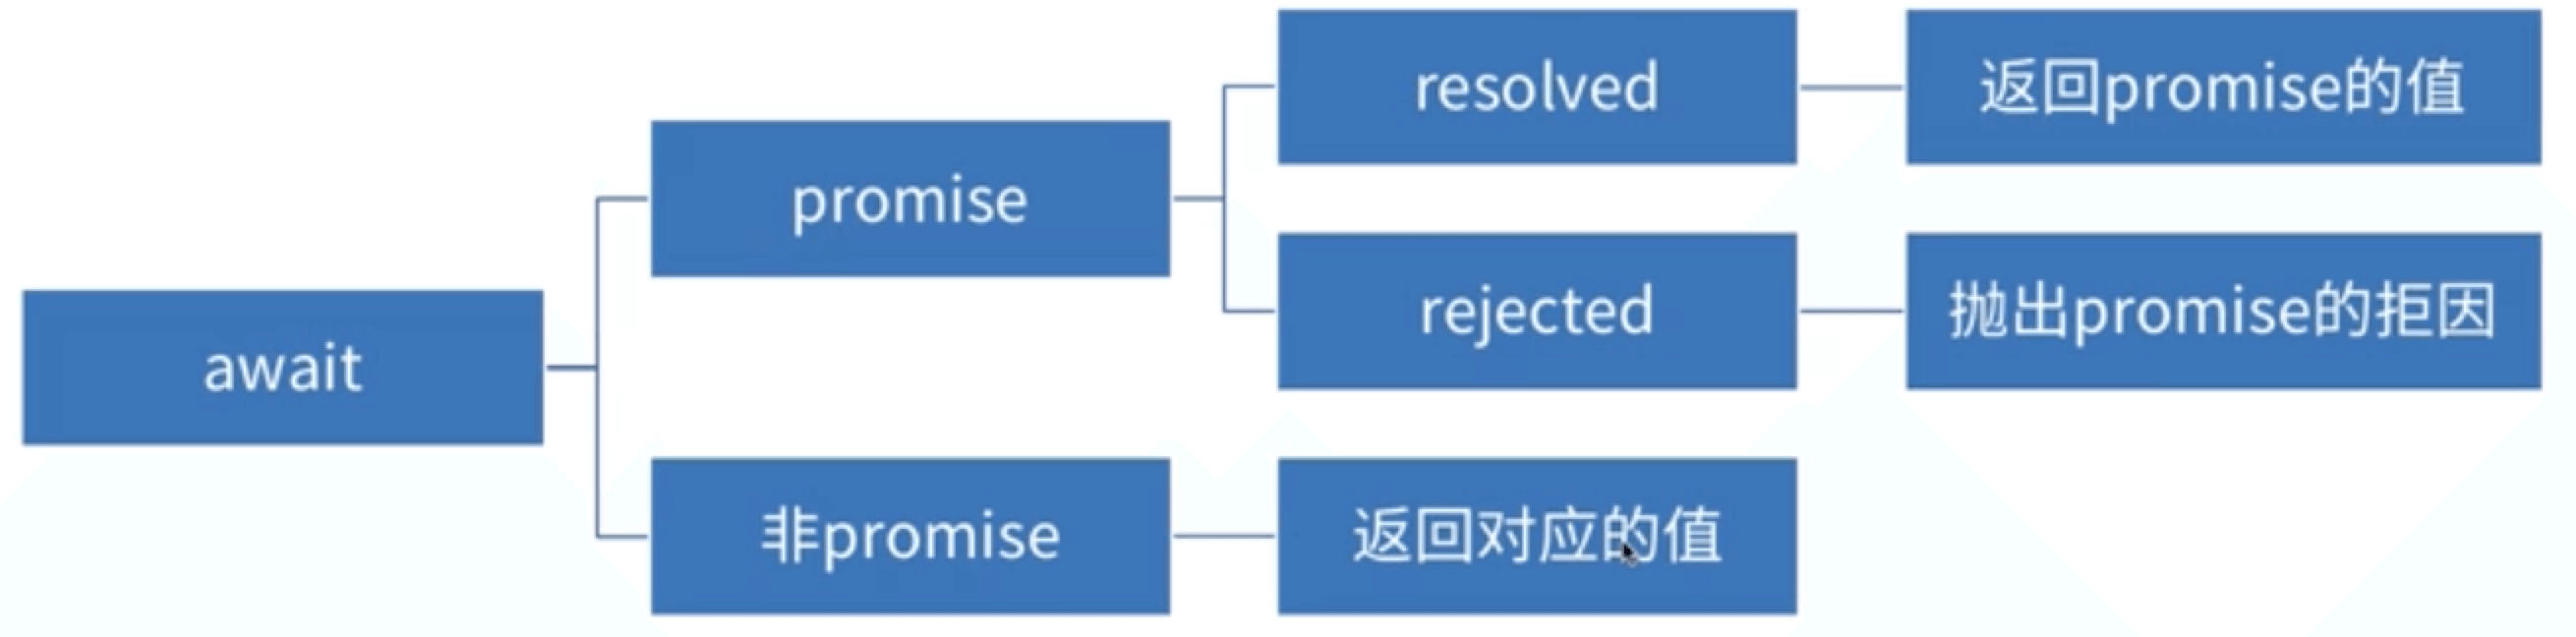 await
promise
resolved
返回promise的值
rejected
抛出promise的拒因
非promise
返回对应的值